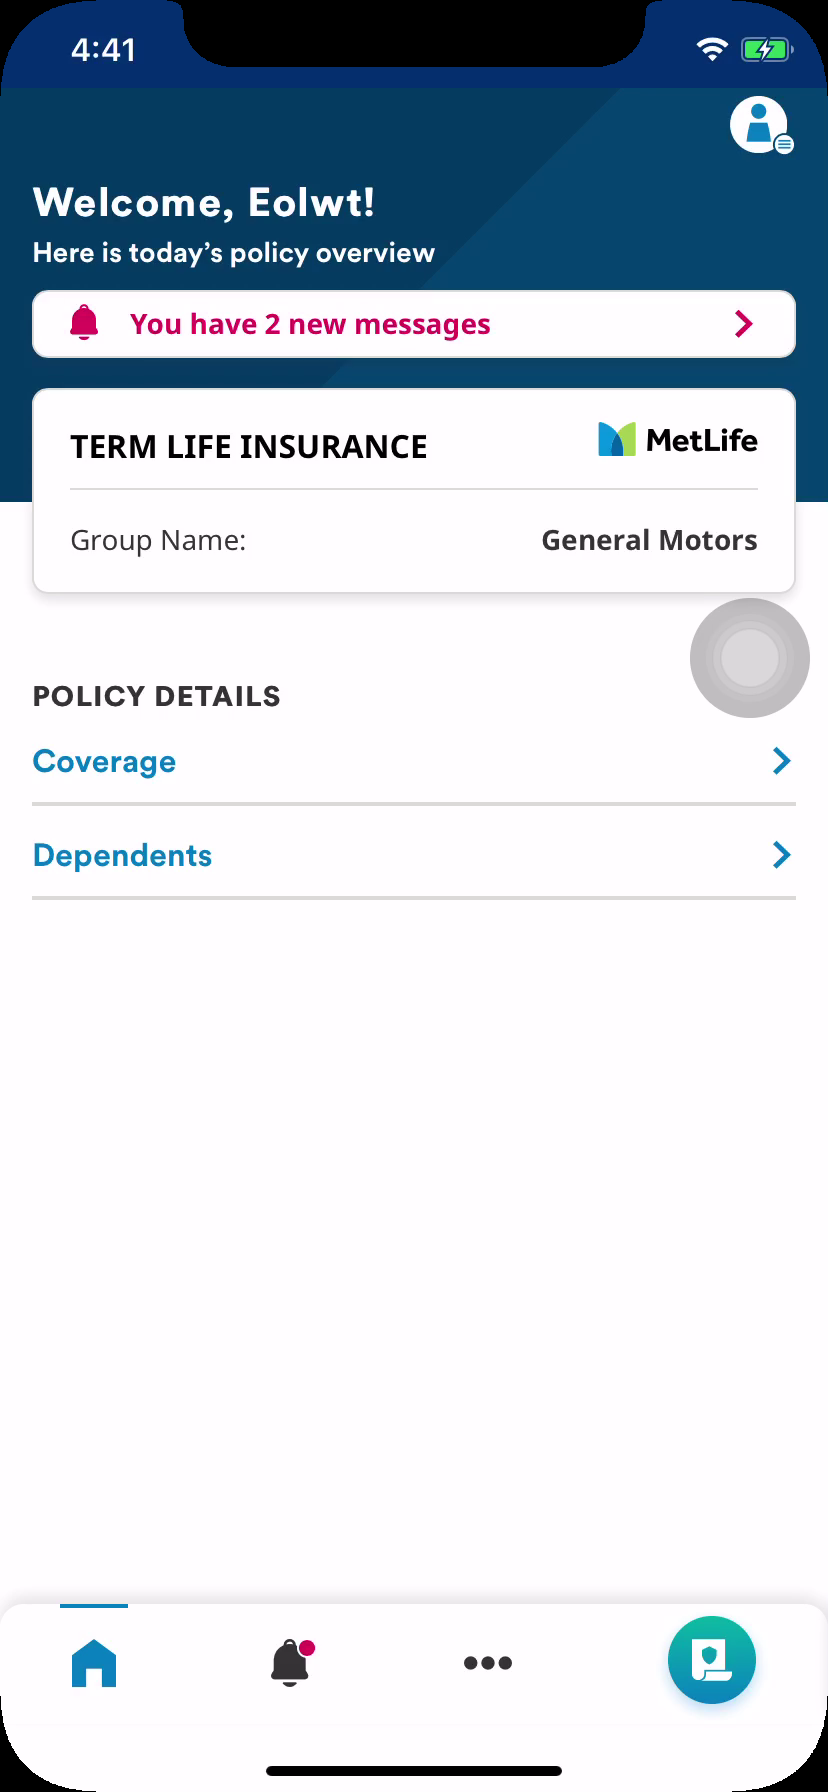 4:41
Welcome, Eolwt!
Here is today’s policy overview
You have 2 new messages
TERM LIFE INSURANCE
MetLife
Group Name:
General Motors
POLICY DETAILS
Coverage
Dependents